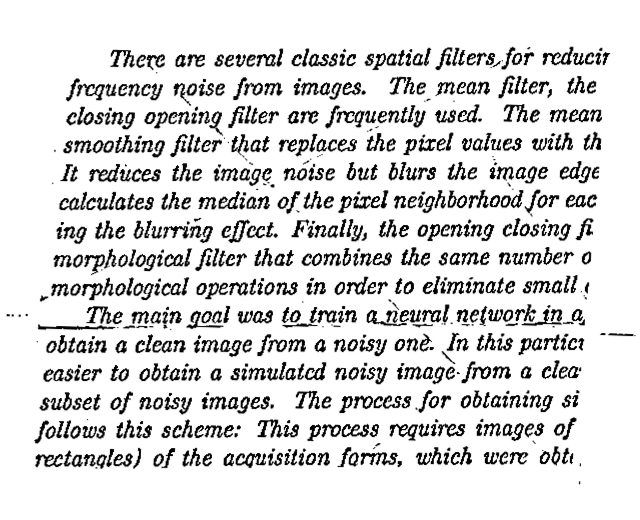 There are several classic spatial filters for reducin
frequency noise from images. The mean filter, the
closing opening filter are frequently used. The mean
smoothing filter that replaces the pixel values with th
It reduces the image noise but blurs the image edge
calculates the median of the pixel neighborhood for eac
ing the blurring effect. Finally, the opening closing fi
morphological filter that combines the same number o
morphological operations in order to eliminate small
The main goal was to train a neural network in a
obtain a clean image from a noisy one. In this partic
easier to obtain a simulated noisy image from a clea
subset of noisy images. The process for obtaining si
follows this scheme: This process requires images of
rectangles) of the acquisition forms, which were obt